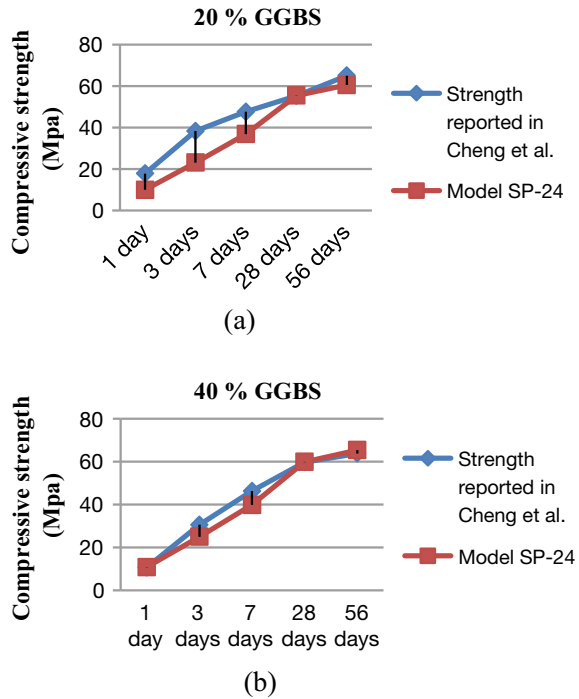 20 % GGBS
Compressive strength
(Mpa)
80
60
40
20
0
1 day
3 days
7 days
28 days
56 days
Strength
reported in
Cheng et al.
Model SP-24
(a)
40 % GGBS
Compressive strength
(Mpa)
80
60
40
20
0
1
day
3
days
7
days
28
days
56
days
Strength
reported in
Cheng et al.
Model SP-24
(b)